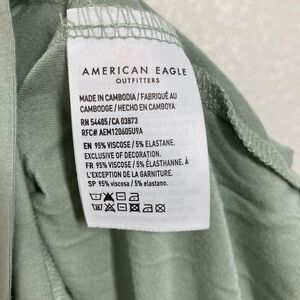 AMERICAN EAGLE
OUTFITTERS
MADE IN CAMBODIA / FABRIQUÉ AU
CAMBODGE / HECHO EN CAMBOYA
RN 54485/CA 03873
RFC# AEM120605U9A
EN 95% VISCOSE / 5% ELASTANE.
EXCLUSIVE OF DECORATION.
FR 95% VISCOSE / 5% ÉLASTHANNE. À
L'EXCEPTION DE LA GARNITURE.
SP 95% viscosa / 5% elastano.